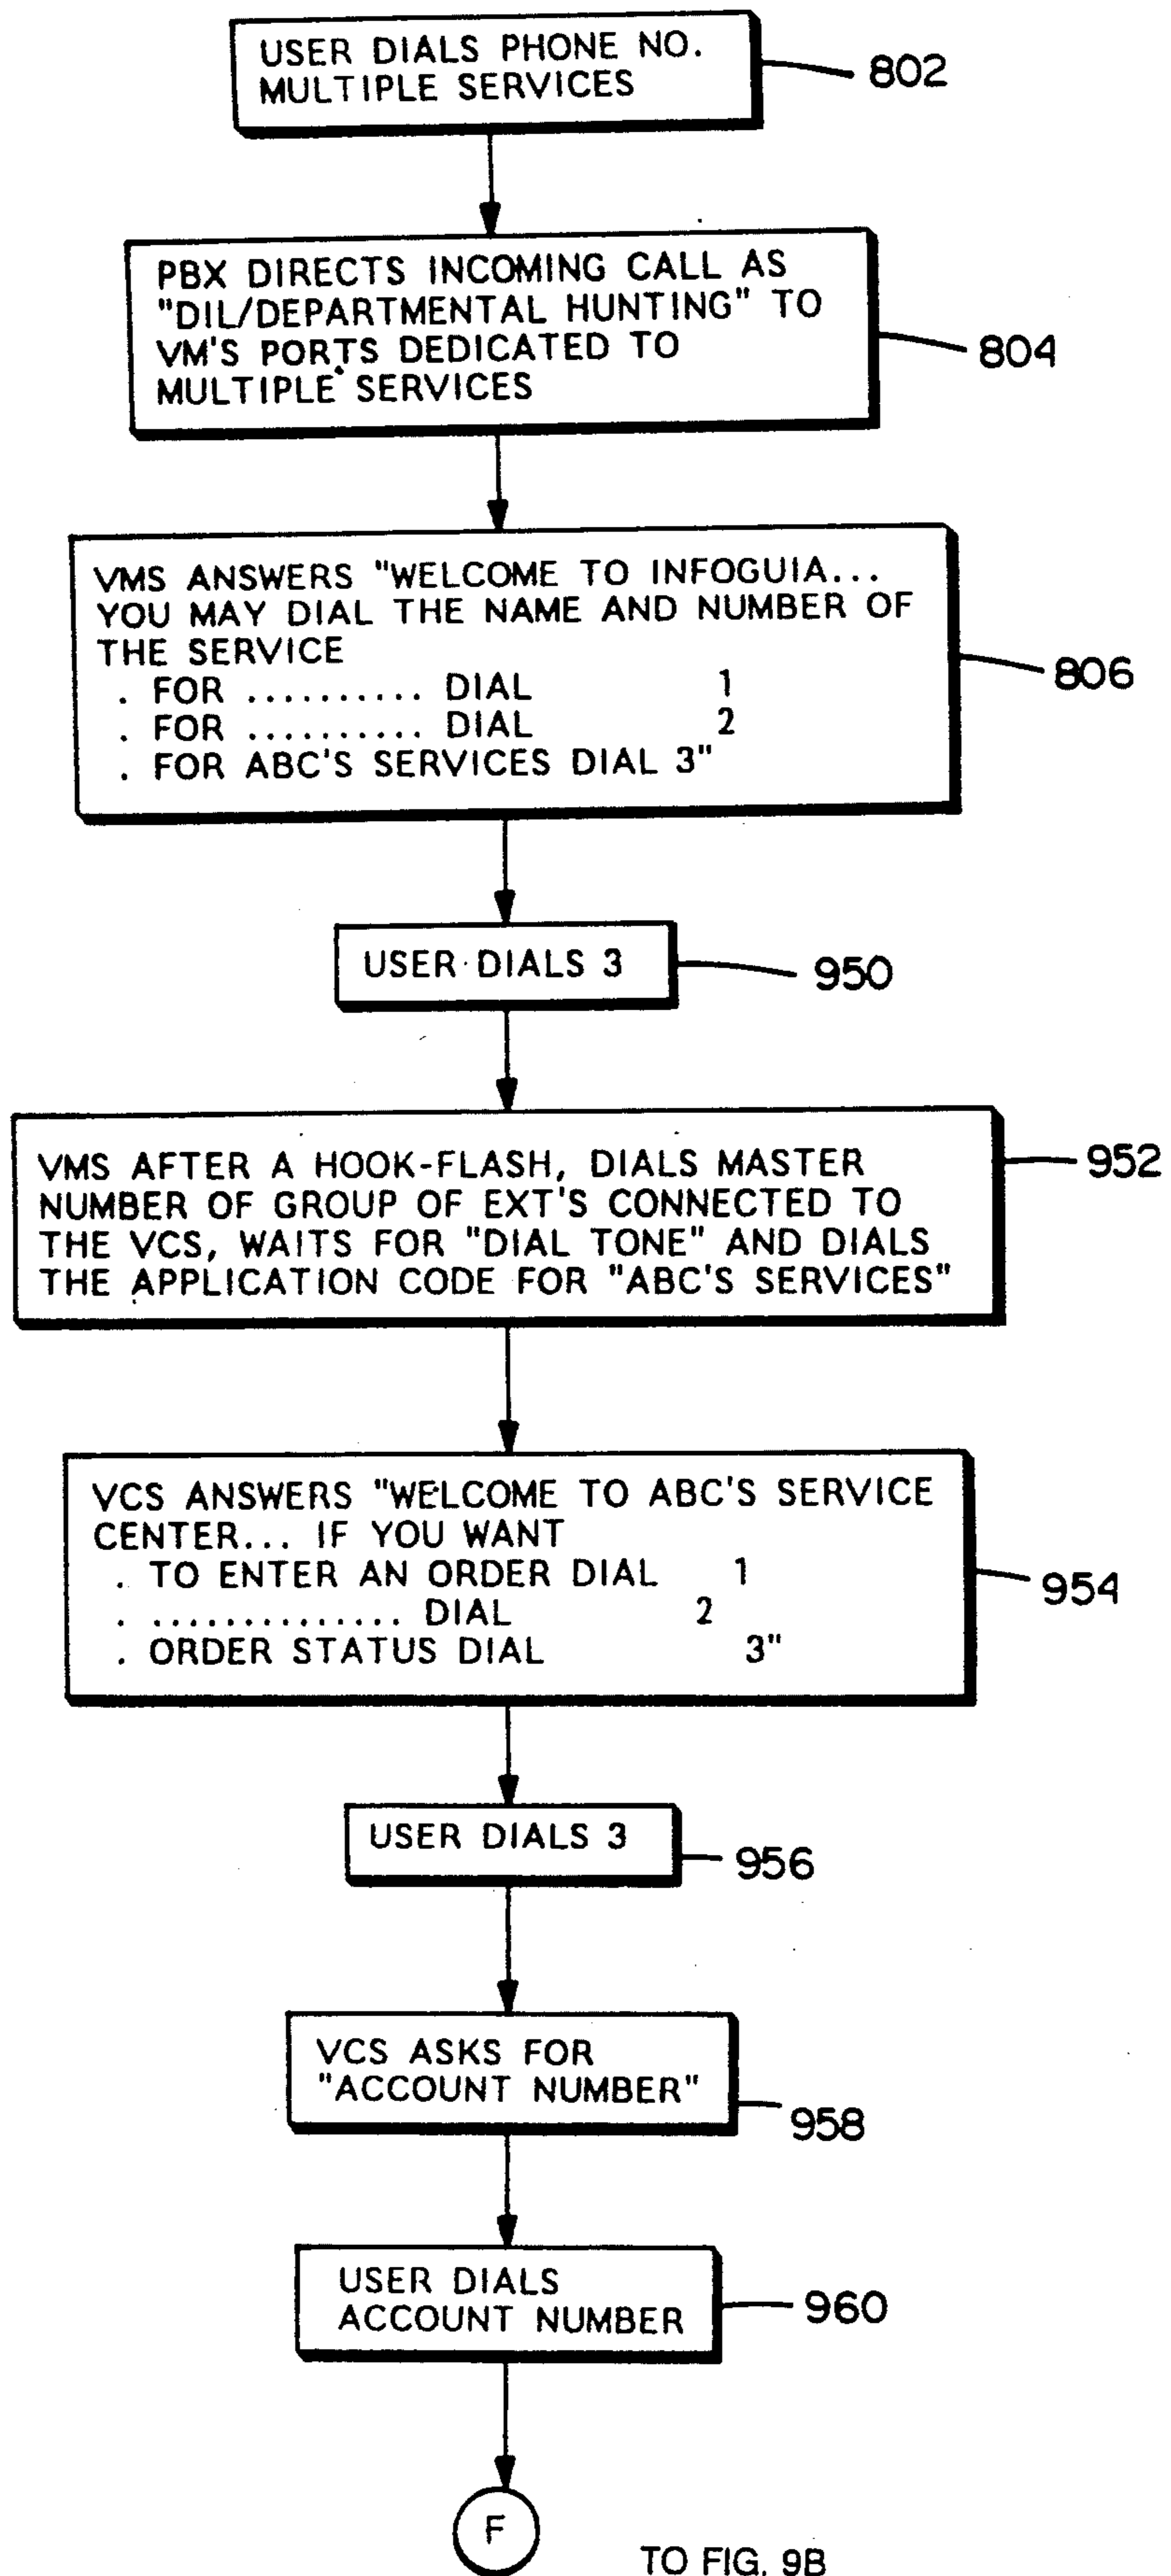 USER DIALS PHONE NO.
MULTIPLE SERVICES
802
PBX DIRECTS INCOMING CALL AS
"DIL/DEPARTMENTAL HUNTING" TO
VM'S PORTS DEDICATED TO
MULTIPLE SERVICES
804
VMS ANSWERS "WELCOME TO INFOGUIA...
YOU MAY DIAL THE NAME AND NUMBER OF
THE SERVICE
. FOR .......... DIAL 1
. FOR .......... DIAL 2
. FOR ABC'S SERVICES DIAL 3"
806
USER DIALS 3
950
VMS AFTER A HOOK-FLASH, DIALS MASTER
NUMBER OF GROUP OF EXT'S CONNECTED TO
THE VCS, WAITS FOR "DIAL TONE" AND DIALS
THE APPLICATION CODE FOR "ABC'S SERVICES"
952
VCS ANSWERS "WELCOME TO ABC'S SERVICE
CENTER... IF YOU WANT
. TO ENTER AN ORDER DIAL 1
. .............. DIAL 2
. ORDER STATUS DIAL 3"
954
USER DIALS 3
956
VCS ASKS FOR
"ACCOUNT NUMBER"
958
USER DIALS
ACCOUNT NUMBER
960
F
TO FIG. 9B